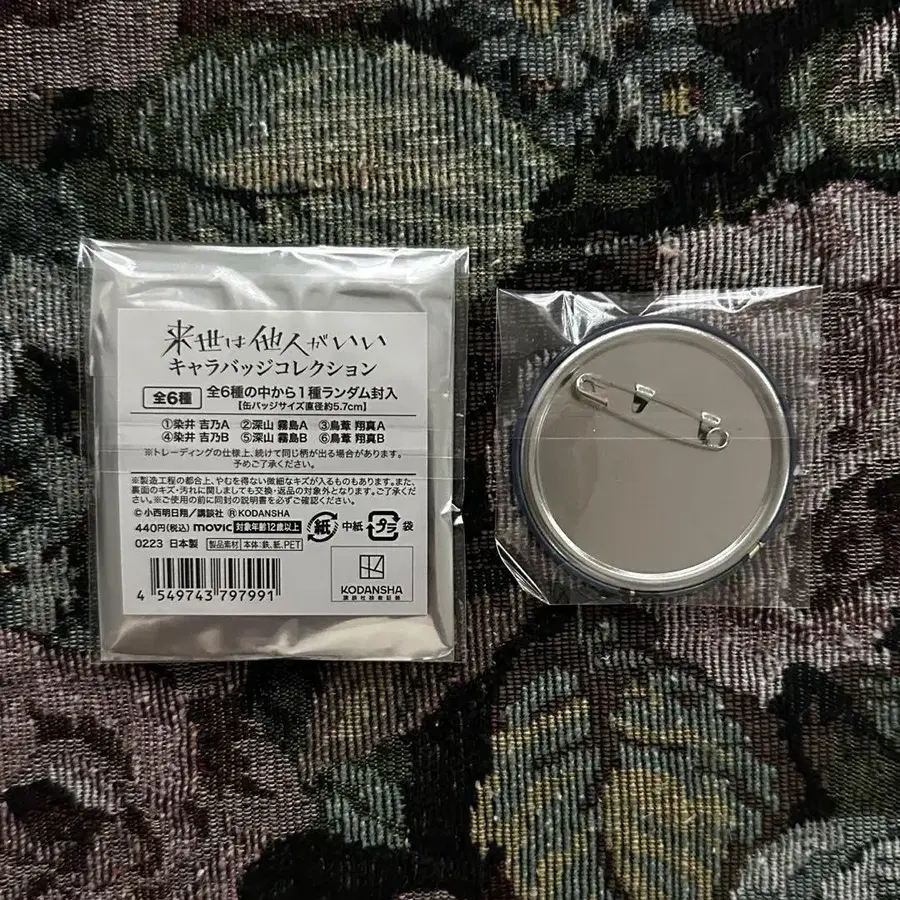 来世は他人がいい
キャラバッジコレクション
全6種 全6種の中から1種ランダム封入
【缶バッジサイズ直径約5.7cm】
①染井 吉乃A ②深山 霧島A ③鳥葦 翔真A
④染井 吉乃B ⑤深山 霧島B ⑥鳥葦 翔真B
※トレーディングの仕様上、続けて同じ柄が出る場合があります。
予めご了承ください。
※製造工程の都合上、やむを得ない微細なキズが入るものもあります。また、
裏面のキズ・汚れに関しましても交換・返品の対象外となります。ご了承くだ
さい。※ご使用の前に同封の説明書を必ずご確認ください。
©小西明日翔／講談社 ⓇKODANSHA
440円(税込) movic 対象年齢12歳以上 紙 中紙 プラ 袋
0223 日本製 製品素材 本体:鉄、紙、PET
4 549743 797991
KODANSHA